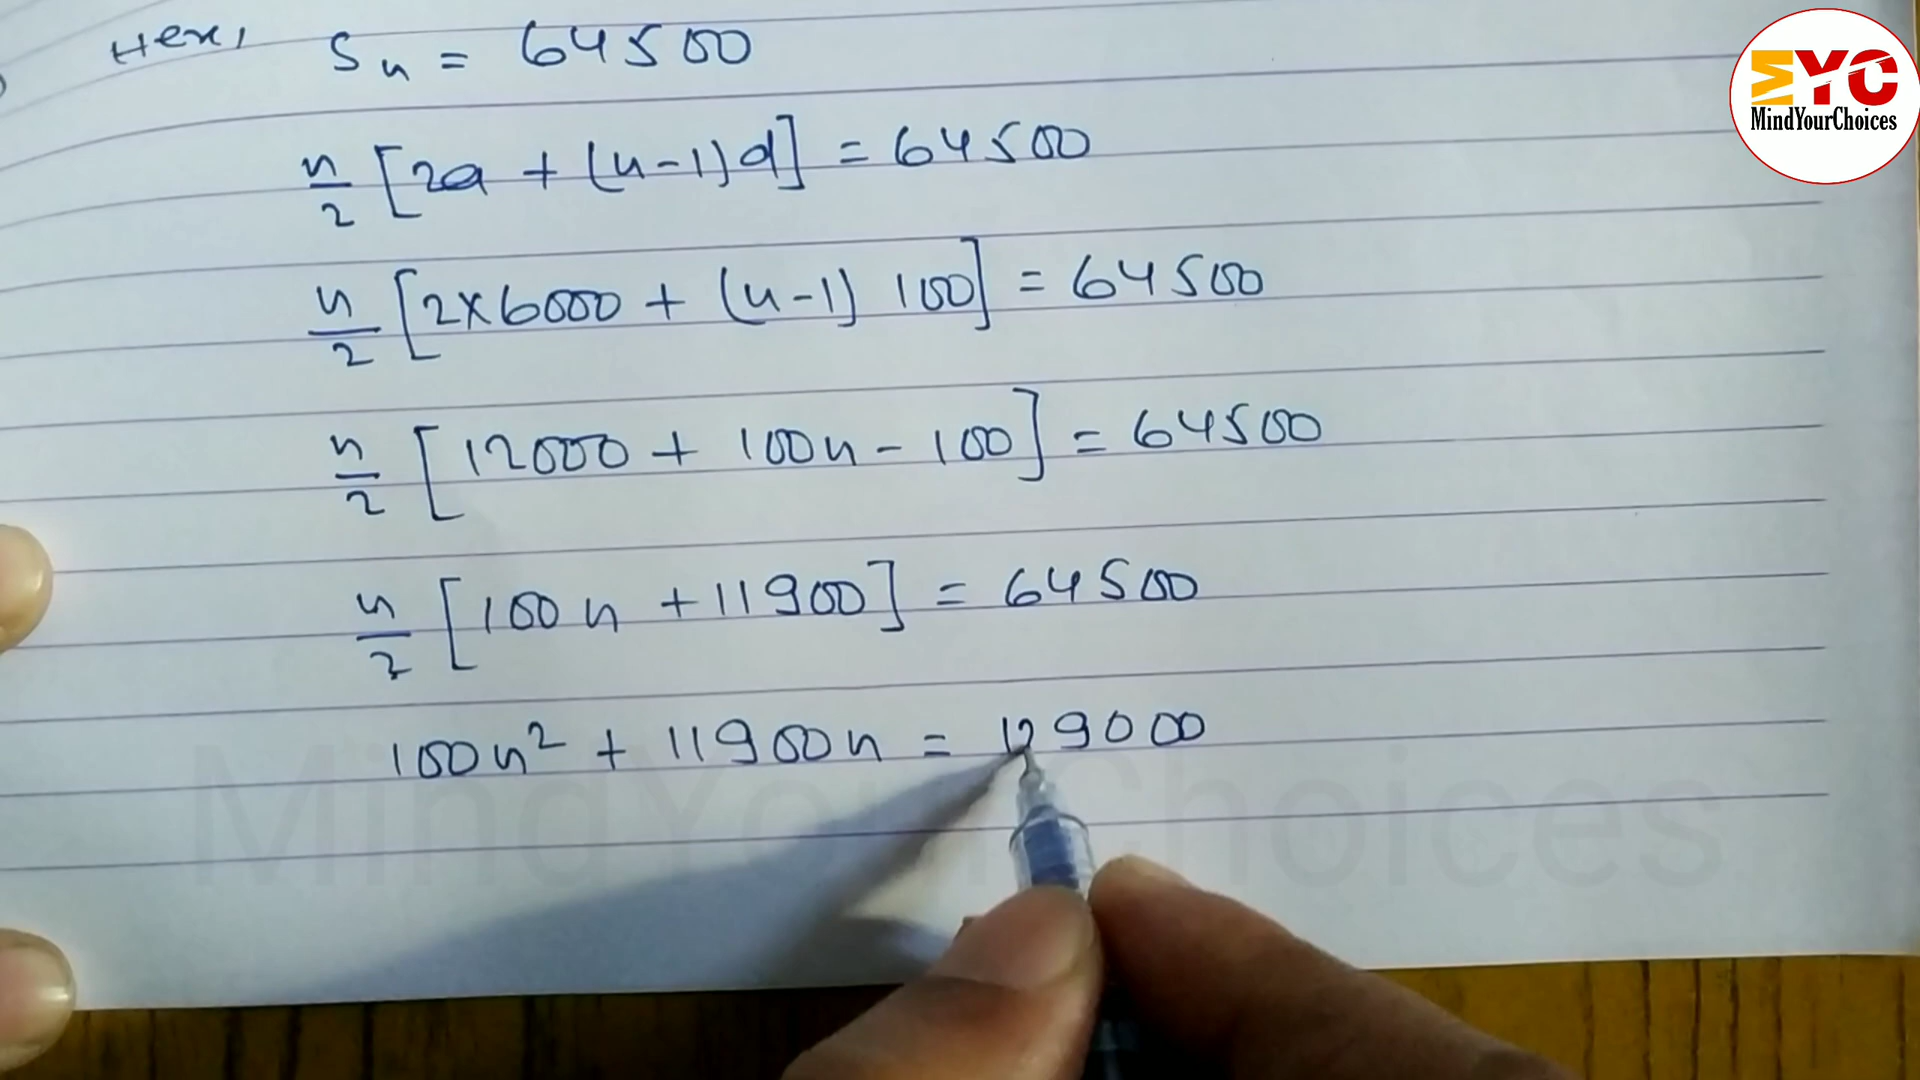 MYC
MindYourChoices
Here,
Sn = 64500
n/2 [2a + (n-1)d] = 64500
n/2 [2×6000 + (n-1) 100] = 64500
n/2 [12000 + 100n - 100] = 64500
n/2 [100n + 11900] = 64500
100n² + 11900n = 129000
MindYourChoices